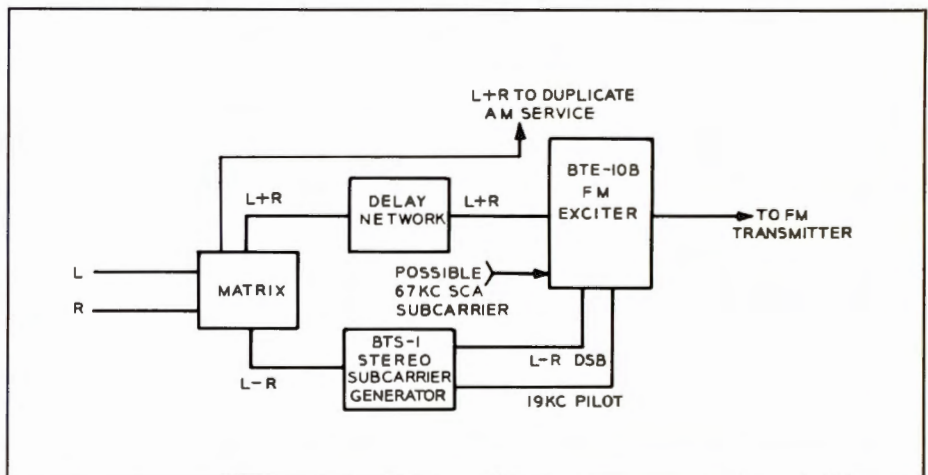 L+R TO DUPLICATE
AM SERVICE
BTE-10B
FM
EXCITER
L+R
DELAY
NETWORK
L+R
TO FM
TRANSMITTER
L
R
MATRIX
POSSIBLE
67KC SCA
SUBCARRIER
BTS-1
STEREO
SUBCARRIER
GENERATOR
L-R
L-R DSB
19KC PILOT